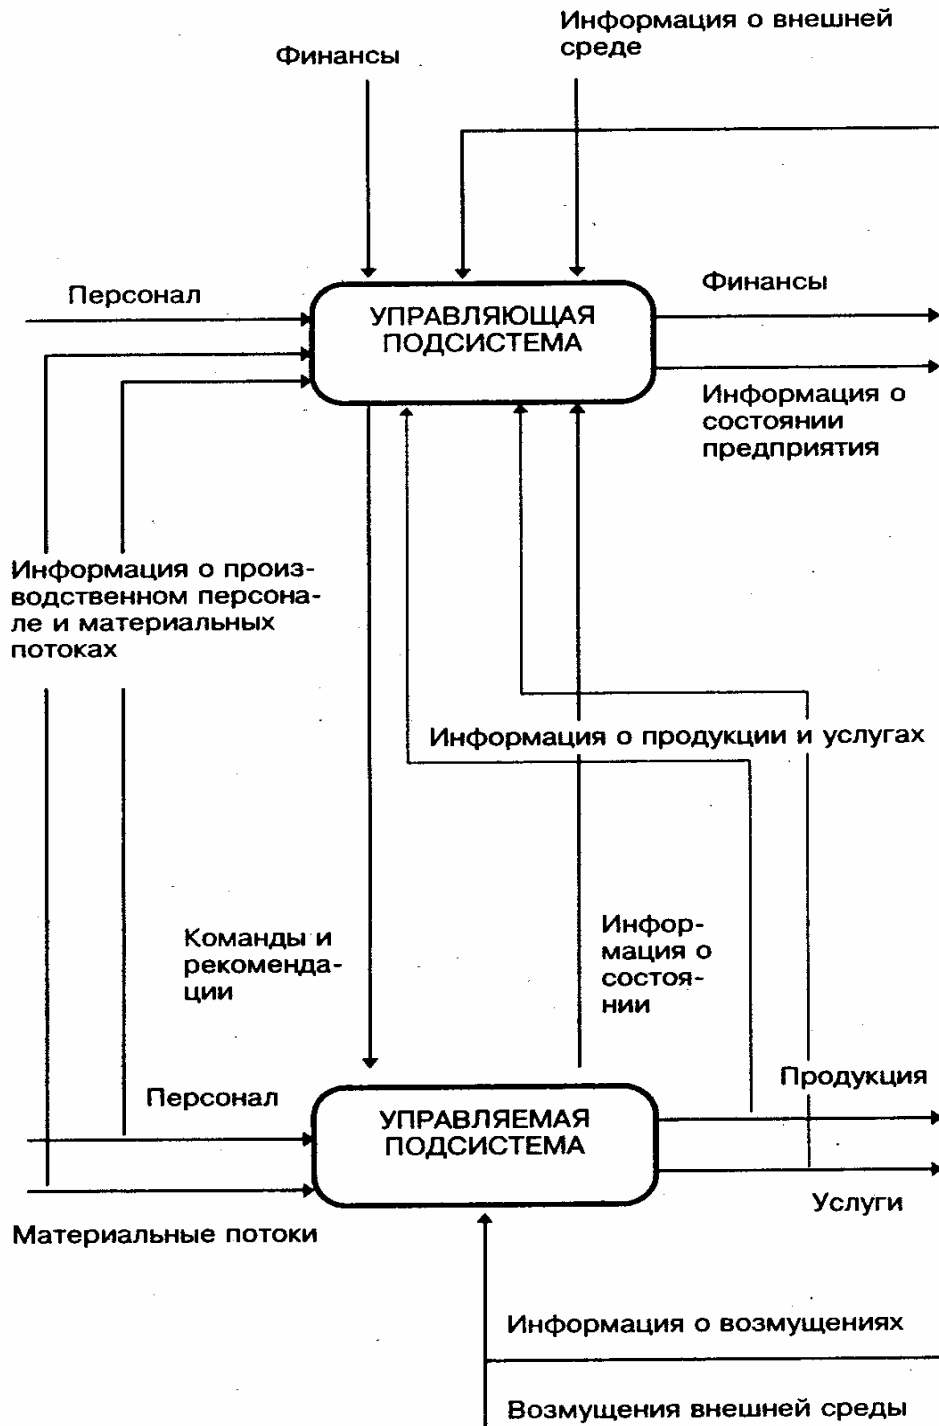 Информация о внешней
среде
Финансы
Персонал
УПРАВЛЯЮЩАЯ
ПОДСИСТЕМА
Финансы
Информация о
состоянии
предприятия
Информация о произ-
водственном персона-
ле и материальных
потоках
Информация о продукции и услугах
Команды и
рекоменда-
ции
Инфор-
мация о
состоя-
нии
Персонал
УПРАВЛЯЕМАЯ
ПОДСИСТЕМА
Продукция
Услуги
Материальные потоки
Информация о возмущениях
Возмущения внешней среды